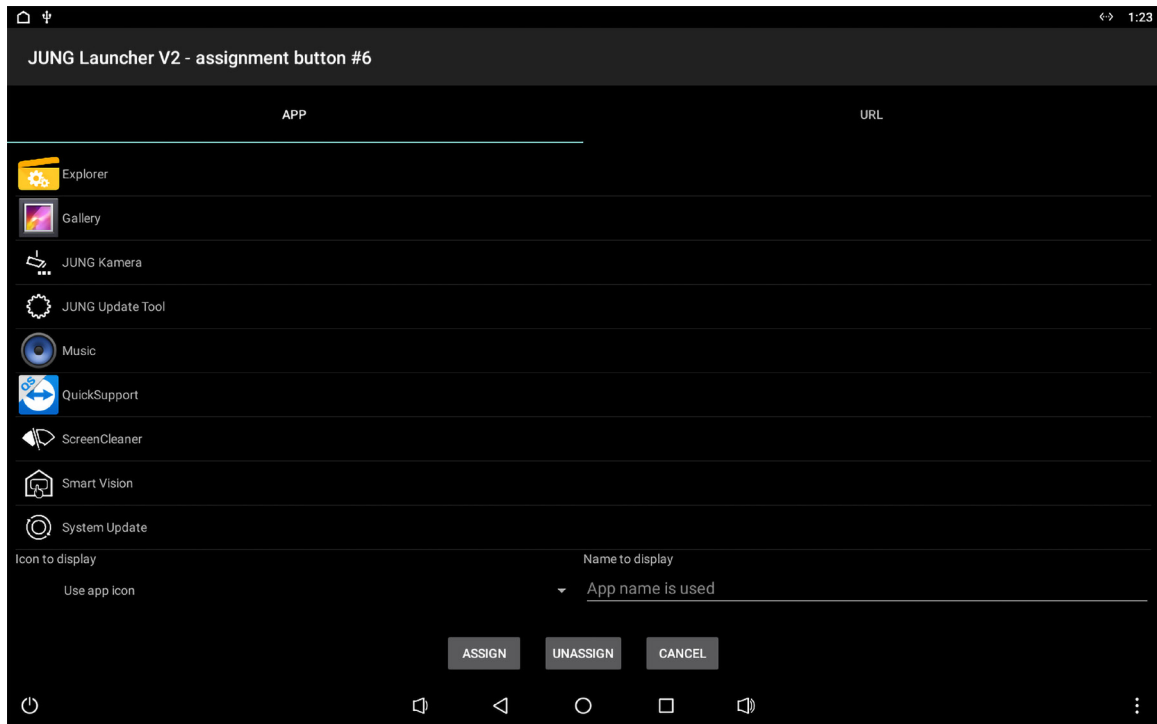 1:23
JUNG Launcher V2 - assignment button #6
APP URL
Explorer
Gallery
JUNG Kamera
JUNG Update Tool
Music
QS
QuickSupport
ScreenCleaner
Smart Vision
System Update
Icon to display Name to display
Use app icon App name is used
ASSIGN UNASSIGN CANCEL